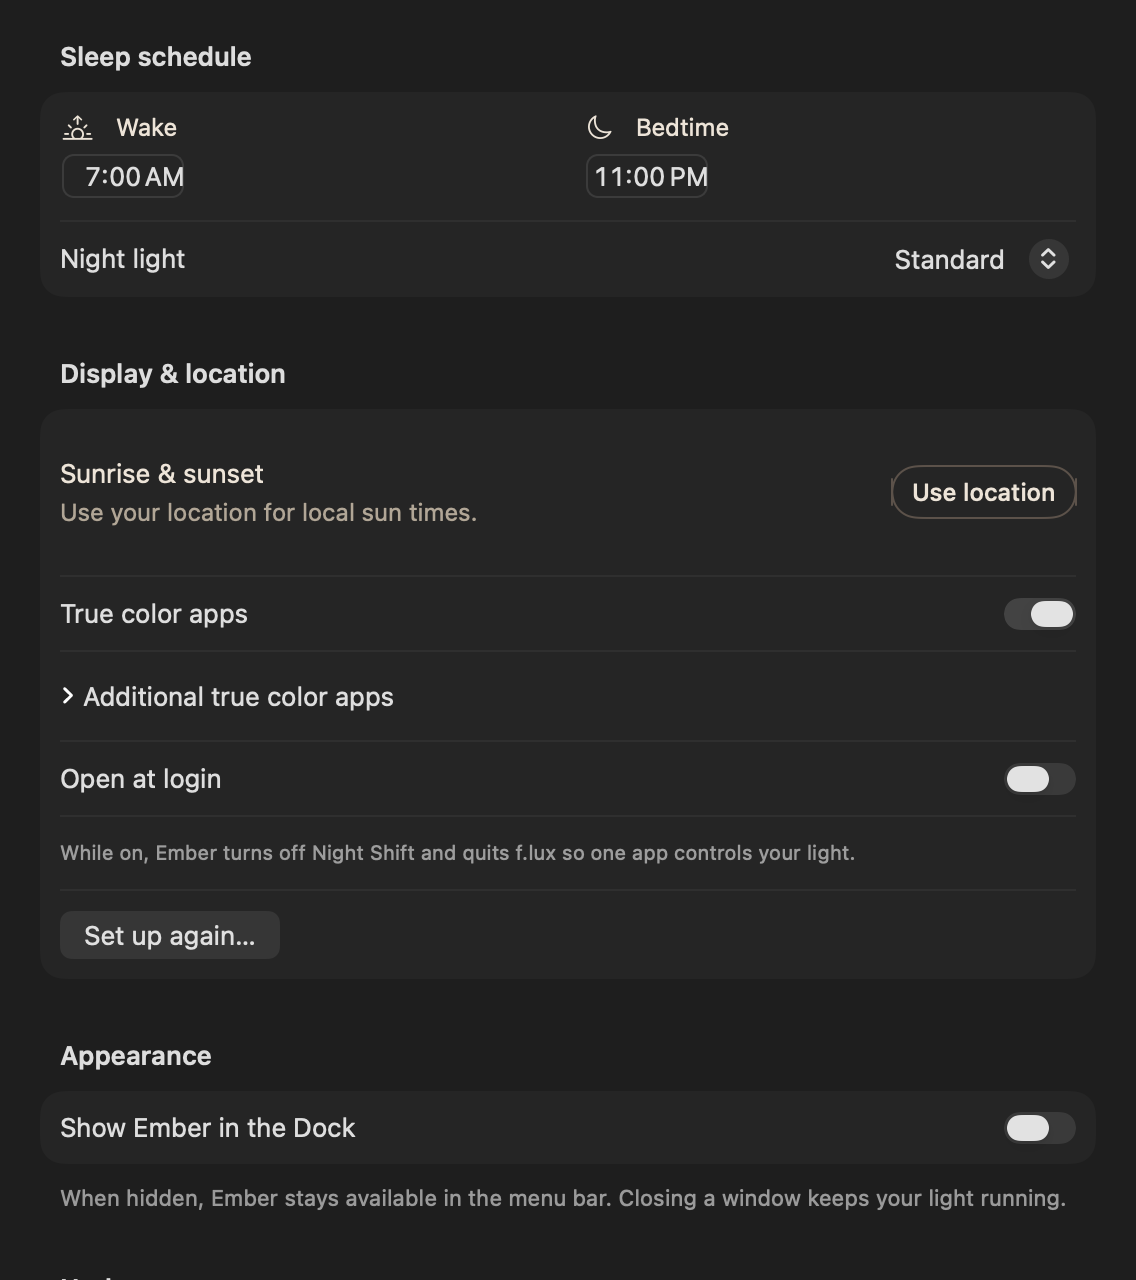 Sleep schedule
Wake
Bedtime
7:00 AM
11:00 PM
Night light
Standard
Display & location
Sunrise & sunset
Use your location for local sun times.
Use location
True color apps
Additional true color apps
Open at login
While on, Ember turns off Night Shift and quits f.lux so one app controls your light.
Set up again...
Appearance
Show Ember in the Dock
When hidden, Ember stays available in the menu bar. Closing a window keeps your light running.